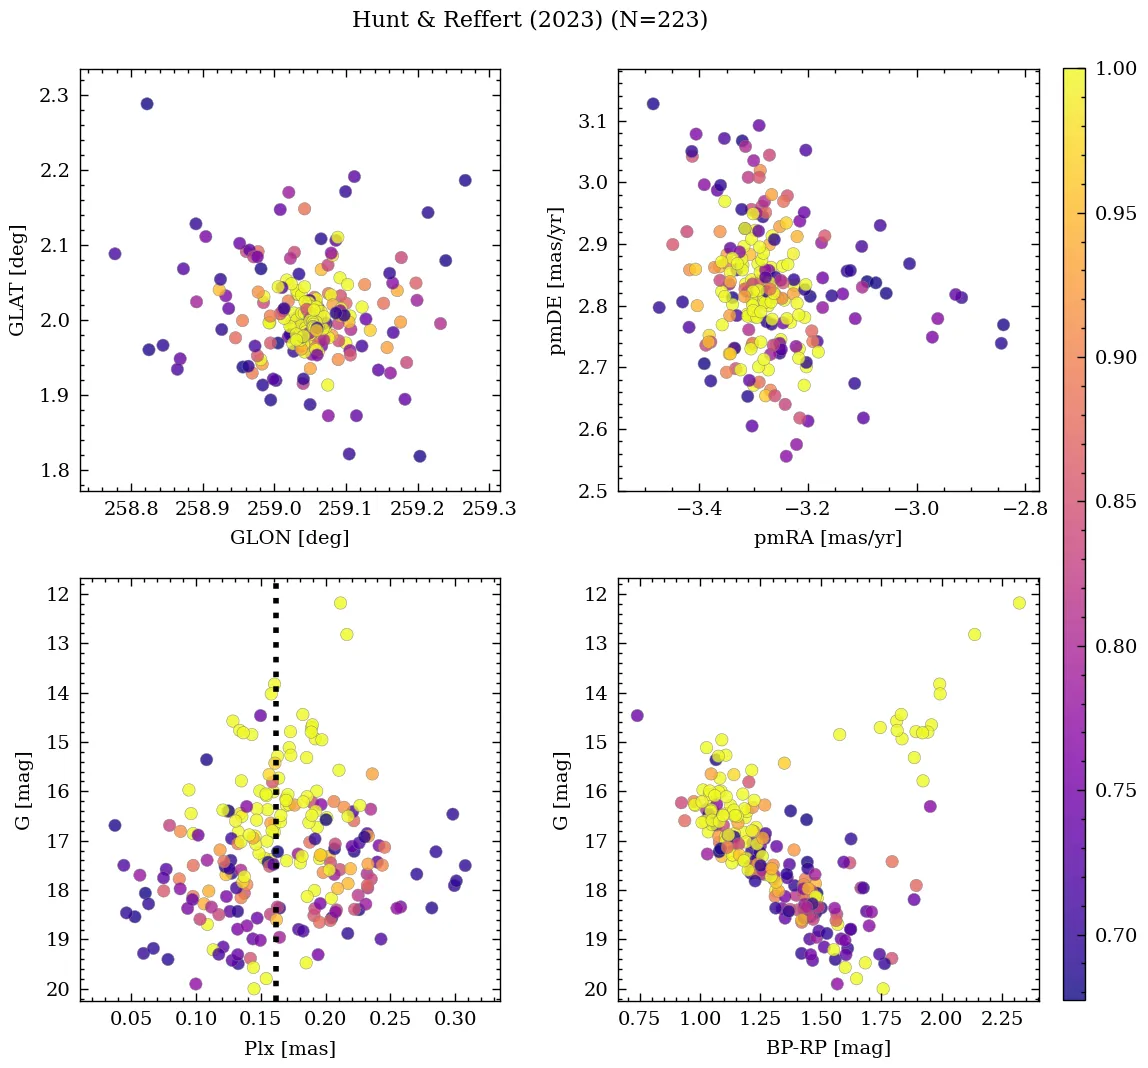 Hunt & Reffert (2023) (N=223)
2.3
2.2
2.1
2.0
1.9
1.8
GLAT [deg]
258.8 258.9 259.0 259.1 259.2 259.3
GLON [deg]
3.1
3.0
2.9
2.8
2.7
2.6
2.5
pmDE [mas/yr]
−3.4 −3.2 −3.0 −2.8
pmRA [mas/yr]
12
13
14
15
16
17
18
19
20
G [mag]
0.05 0.10 0.15 0.20 0.25 0.30
Plx [mas]
12
13
14
15
16
17
18
19
20
G [mag]
0.75 1.00 1.25 1.50 1.75 2.00 2.25
BP-RP [mag]
1.00
0.95
0.90
0.85
0.80
0.75
0.70